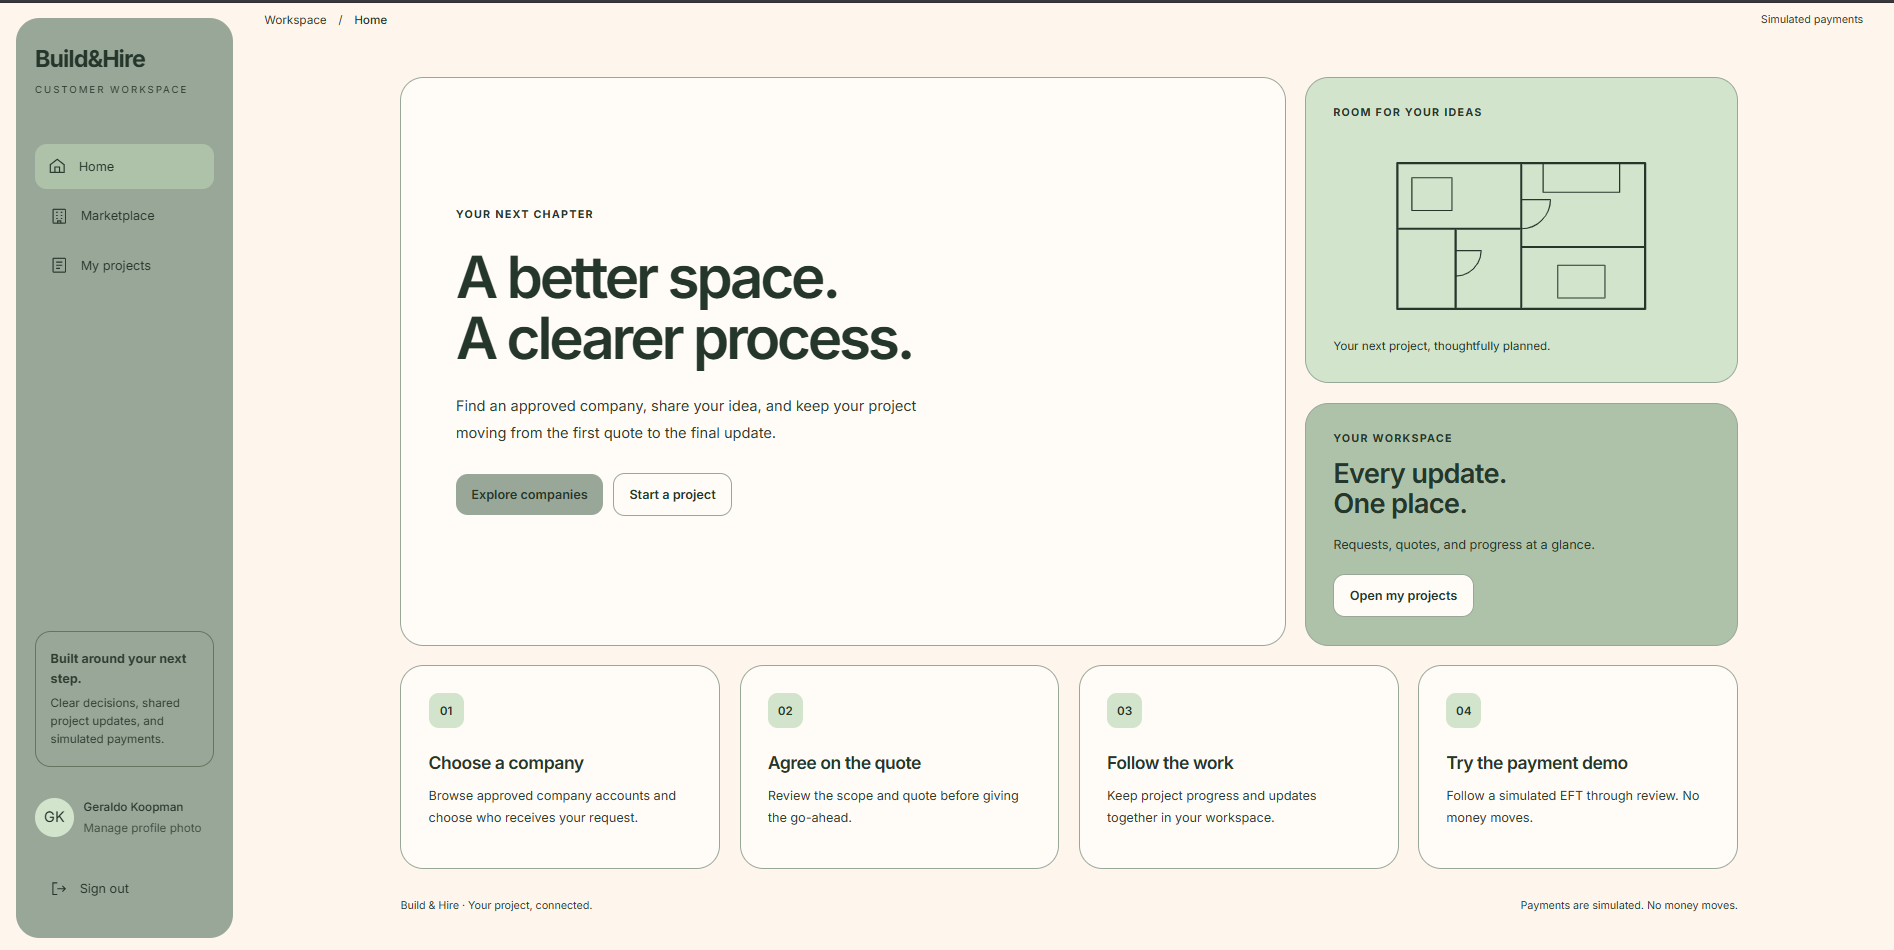 Build&Hire
CUSTOMER WORKSPACE
Home
Marketplace
My projects
Built around your next
step.
Clear decisions, shared
project updates, and
simulated payments.
GK
Geraldo Koopman
Manage profile photo
Sign out
Workspace / Home
Simulated payments
YOUR NEXT CHAPTER
A better space.
A clearer process.
Find an approved company, share your idea, and keep your project
moving from the first quote to the final update.
Explore companies
Start a project
ROOM FOR YOUR IDEAS
Your next project, thoughtfully planned.
YOUR WORKSPACE
Every update.
One place.
Requests, quotes, and progress at a glance.
Open my projects
01
Choose a company
Browse approved company accounts and
choose who receives your request.
02
Agree on the quote
Review the scope and quote before giving
the go-ahead.
03
Follow the work
Keep project progress and updates
together in your workspace.
04
Try the payment demo
Follow a simulated EFT through review. No
money moves.
Build & Hire · Your project, connected.
Payments are simulated. No money moves.